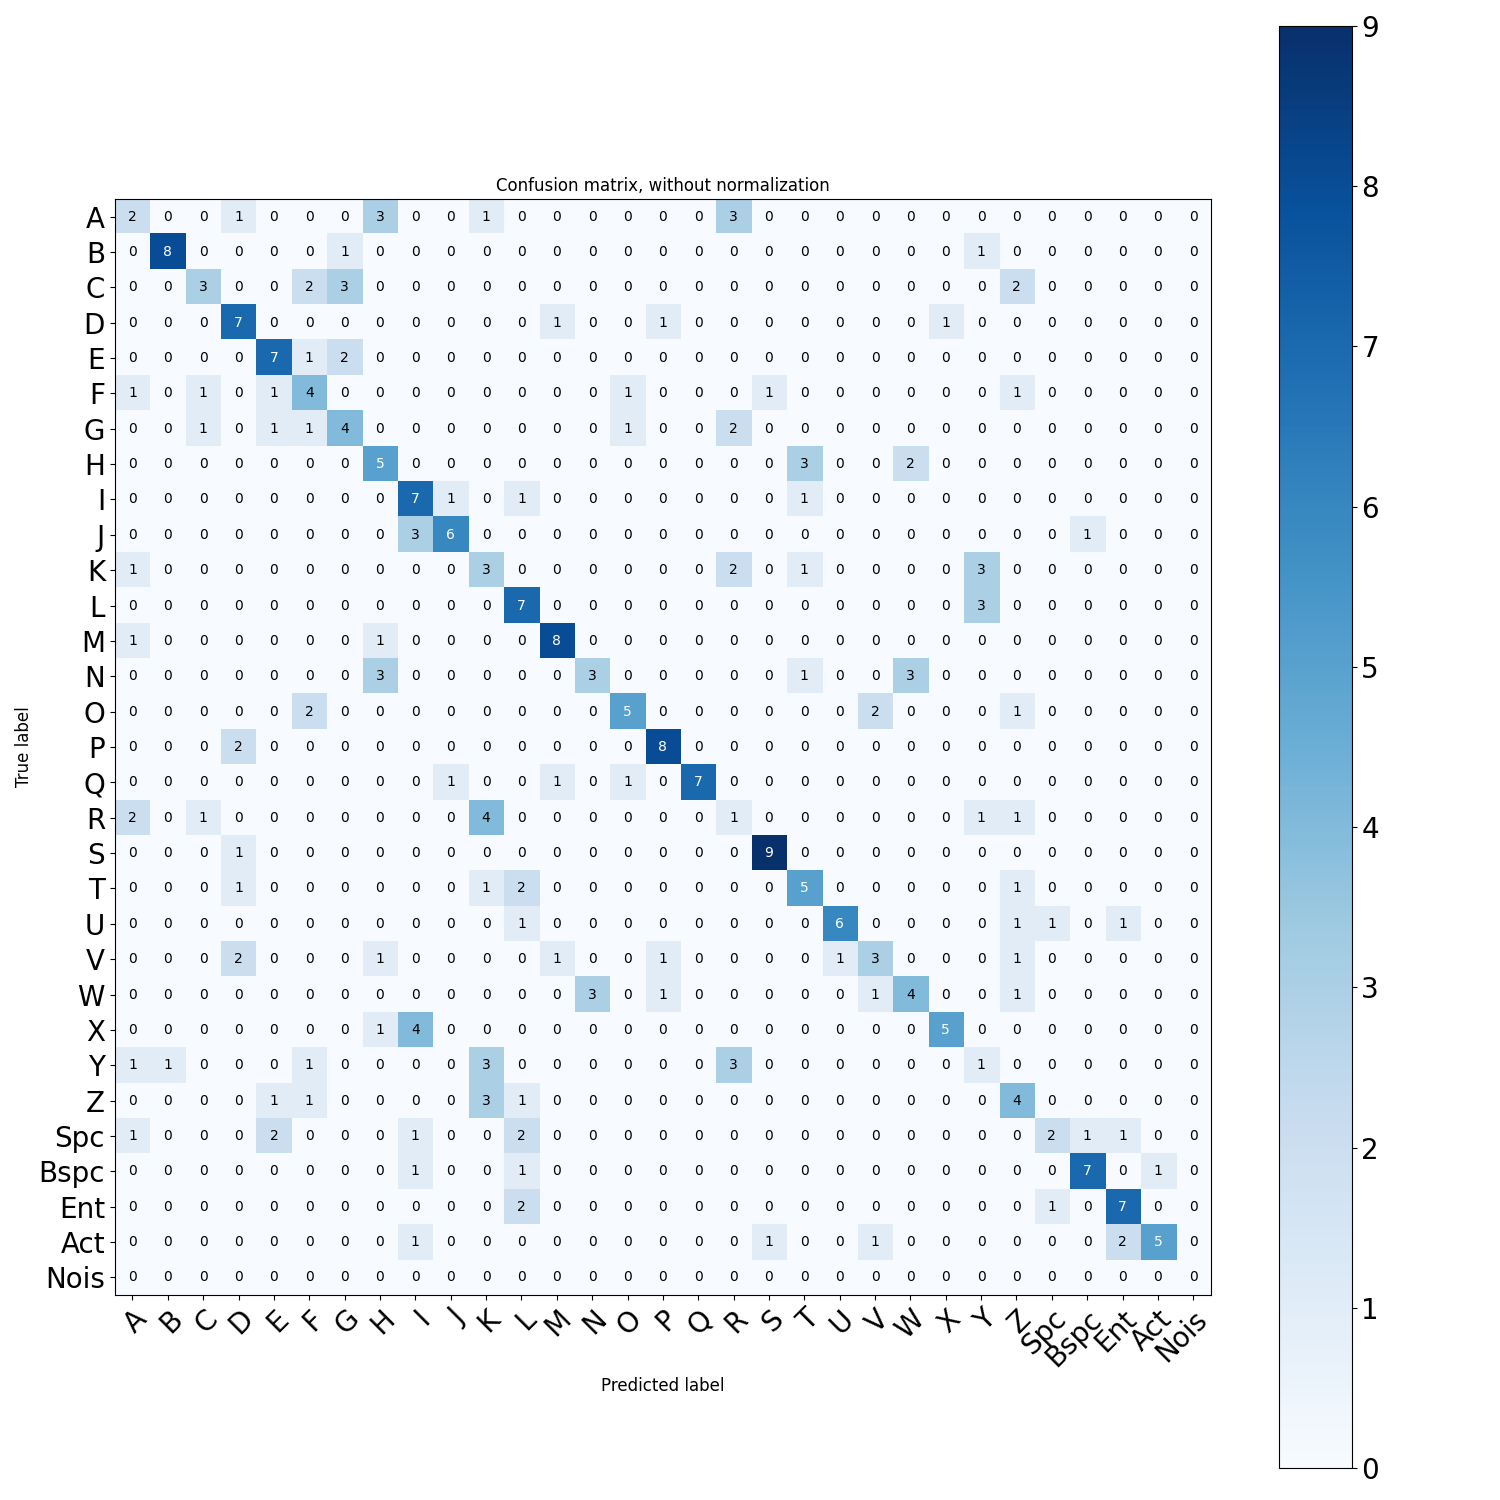 Confusion matrix, without normalization
A 2 0 0 1 0 0 0 3 0 0 1 0 0 0 0 0 0 3 0 0 0 0 0 0 0 0 0 0 0 0 0
B 0 8 0 0 0 0 1 0 0 0 0 0 0 0 0 0 0 0 0 0 0 0 0 0 1 0 0 0 0 0 0
C 0 0 3 0 0 2 3 0 0 0 0 0 0 0 0 0 0 0 0 0 0 0 0 0 0 2 0 0 0 0 0
D 0 0 0 7 0 0 0 0 0 0 0 0 1 0 0 1 0 0 0 0 0 0 0 1 0 0 0 0 0 0 0
E 0 0 0 0 7 1 2 0 0 0 0 0 0 0 0 0 0 0 0 0 0 0 0 0 0 0 0 0 0 0 0
F 1 0 1 0 1 4 0 0 0 0 0 0 0 0 1 0 0 0 1 0 0 0 0 0 0 1 0 0 0 0 0
G 0 0 1 0 1 1 4 0 0 0 0 0 0 0 1 0 0 2 0 0 0 0 0 0 0 0 0 0 0 0 0
H 0 0 0 0 0 0 0 5 0 0 0 0 0 0 0 0 0 0 0 3 0 0 2 0 0 0 0 0 0 0 0
I 0 0 0 0 0 0 0 0 7 1 0 1 0 0 0 0 0 0 0 1 0 0 0 0 0 0 0 0 0 0 0
J 0 0 0 0 0 0 0 0 3 6 0 0 0 0 0 0 0 0 0 0 0 0 0 0 0 0 0 1 0 0 0
K 1 0 0 0 0 0 0 0 0 0 3 0 0 0 0 0 0 2 0 1 0 0 0 0 3 0 0 0 0 0 0
L 0 0 0 0 0 0 0 0 0 0 0 7 0 0 0 0 0 0 0 0 0 0 0 0 3 0 0 0 0 0 0
M 1 0 0 0 0 0 0 1 0 0 0 0 8 0 0 0 0 0 0 0 0 0 0 0 0 0 0 0 0 0 0
N 0 0 0 0 0 0 0 3 0 0 0 0 0 3 0 0 0 0 0 1 0 0 3 0 0 0 0 0 0 0 0
O 0 0 0 0 0 2 0 0 0 0 0 0 0 0 5 0 0 0 0 0 0 2 0 0 0 1 0 0 0 0 0
P 0 0 0 2 0 0 0 0 0 0 0 0 0 0 0 8 0 0 0 0 0 0 0 0 0 0 0 0 0 0 0
Q 0 0 0 0 0 0 0 0 0 1 0 0 1 0 1 0 7 0 0 0 0 0 0 0 0 0 0 0 0 0 0
R 2 0 1 0 0 0 0 0 0 0 4 0 0 0 0 0 0 1 0 0 0 0 0 0 1 1 0 0 0 0 0
S 0 0 0 1 0 0 0 0 0 0 0 0 0 0 0 0 0 0 9 0 0 0 0 0 0 0 0 0 0 0 0
T 0 0 0 1 0 0 0 0 0 0 1 2 0 0 0 0 0 0 0 5 0 0 0 0 0 1 0 0 0 0 0
U 0 0 0 0 0 0 0 0 0 0 0 1 0 0 0 0 0 0 0 0 6 0 0 0 0 1 1 0 1 0 0
V 0 0 0 2 0 0 0 1 0 0 0 0 1 0 0 1 0 0 0 0 1 3 0 0 0 1 0 0 0 0 0
W 0 0 0 0 0 0 0 0 0 0 0 0 0 3 0 1 0 0 0 0 0 1 4 0 0 1 0 0 0 0 0
X 0 0 0 0 0 0 0 1 4 0 0 0 0 0 0 0 0 0 0 0 0 0 0 5 0 0 0 0 0 0 0
Y 1 1 0 0 0 1 0 0 0 0 3 0 0 0 0 0 0 3 0 0 0 0 0 0 1 0 0 0 0 0 0
Z 0 0 0 0 1 1 0 0 0 0 3 1 0 0 0 0 0 0 0 0 0 0 0 0 0 4 0 0 0 0 0
Spc 1 0 0 0 2 0 0 0 1 0 0 2 0 0 0 0 0 0 0 0 0 0 0 0 0 0 2 1 1 0 0
Bspc 0 0 0 0 0 0 0 0 1 0 0 1 0 0 0 0 0 0 0 0 0 0 0 0 0 0 0 7 0 1 0
Ent 0 0 0 0 0 0 0 0 0 0 0 2 0 0 0 0 0 0 0 0 0 0 0 0 0 0 1 0 7 0 0
Act 0 0 0 0 0 0 0 0 1 0 0 0 0 0 0 0 0 0 1 0 0 1 0 0 0 0 0 0 2 5 0
Nois 0 0 0 0 0 0 0 0 0 0 0 0 0 0 0 0 0 0 0 0 0 0 0 0 0 0 0 0 0 0 0
A B C D E F G H I J K L M N O P Q R S T U V W X Y Z Spc Bspc Ent Act Nois
Predicted label
True label
9
8
7
6
5
4
3
2
1
0